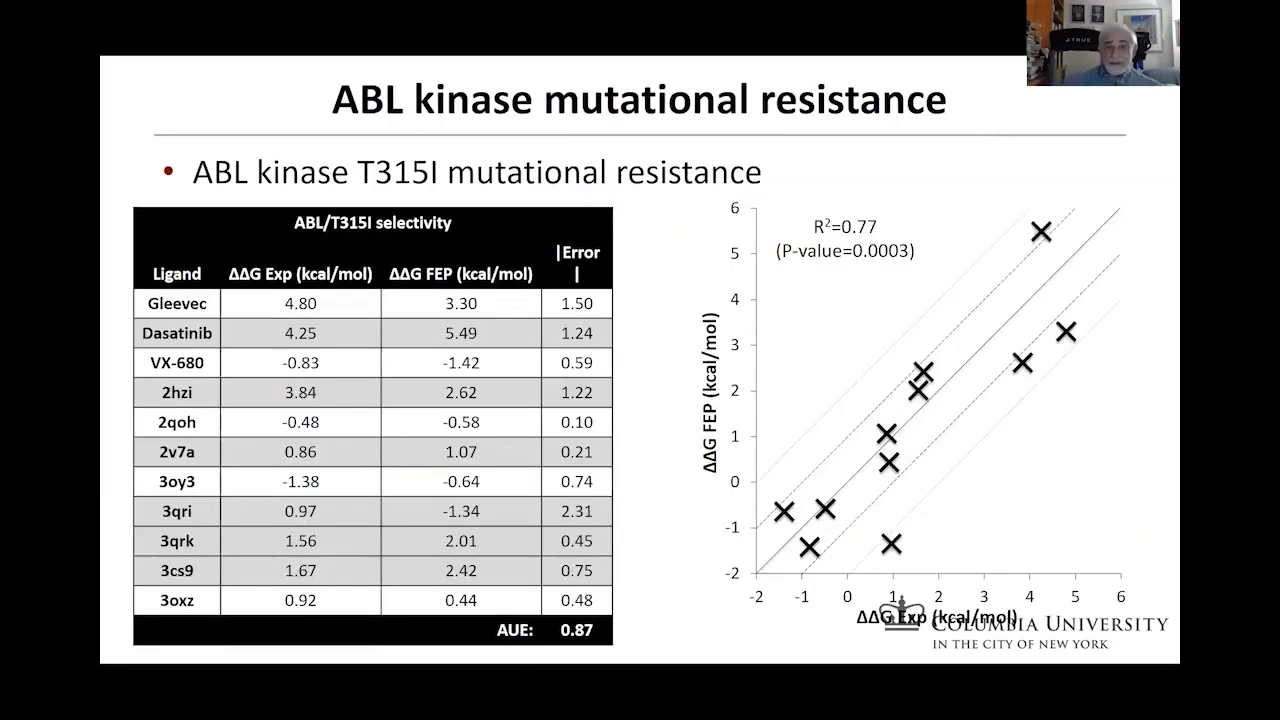 TRUE
ABL kinase mutational resistance
• ABL kinase T315I mutational resistance
ABL/T315I selectivity
Ligand ΔΔG Exp (kcal/mol) ΔΔG FEP (kcal/mol) |Error |
Gleevec 4.80 3.30 1.50
Dasatinib 4.25 5.49 1.24
VX-680 -0.83 -1.42 0.59
2hzi 3.84 2.62 1.22
2qoh -0.48 -0.58 0.10
2v7a 0.86 1.07 0.21
3oy3 -1.38 -0.64 0.74
3qri 0.97 -1.34 2.31
3qrk 1.56 2.01 0.45
3cs9 1.67 2.42 0.75
3oxz 0.92 0.44 0.48
AUE: 0.87
R²=0.77
(P-value=0.0003)
ΔΔG FEP (kcal/mol)
6
5
4
3
2
1
0
-1
-2
-2 -1 0 1 2 3 4 5 6
ΔΔG Exp (kcal/mol)
COLUMBIA UNIVERSITY
IN THE CITY OF NEW YORK